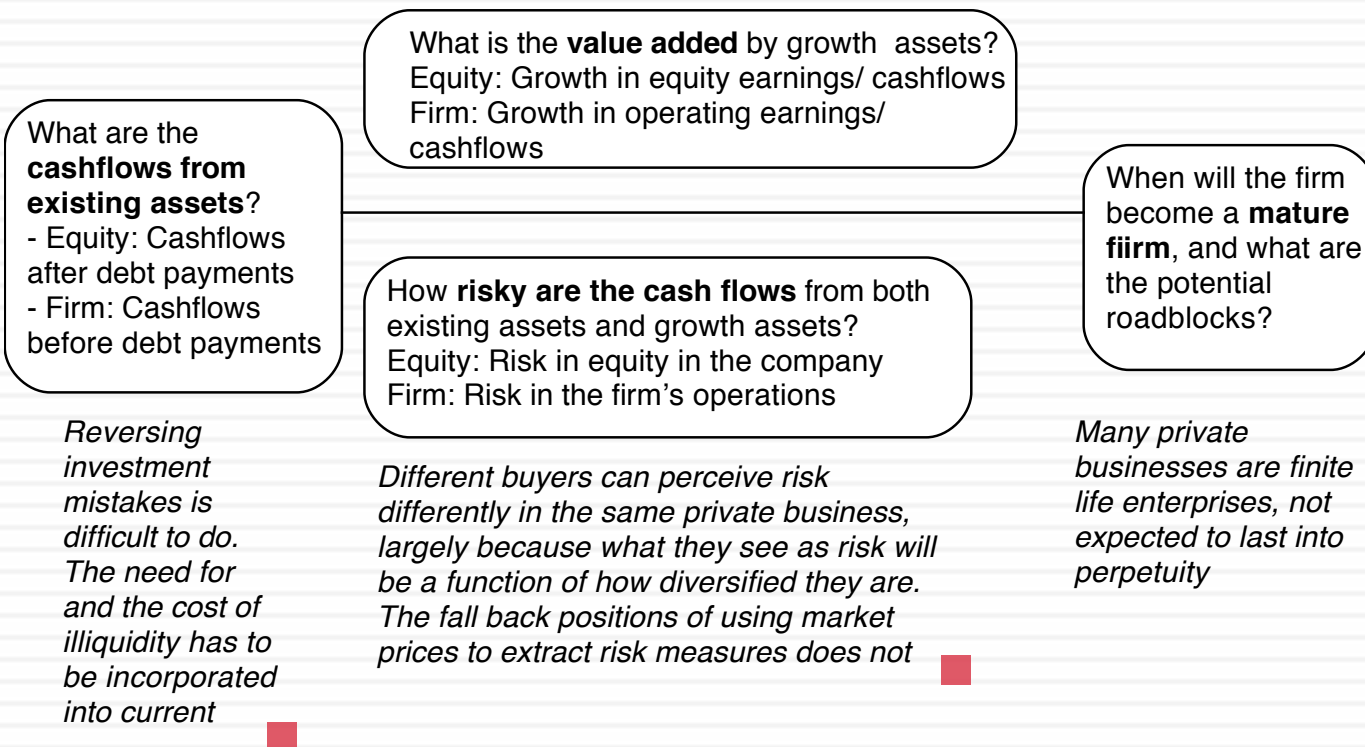 What is the value added by growth assets?
Equity: Growth in equity earnings/ cashflows
Firm: Growth in operating earnings/
cashflows
What are the
cashflows from
existing assets?
- Equity: Cashflows
after debt payments
- Firm: Cashflows
before debt payments
How risky are the cash flows from both
existing assets and growth assets?
Equity: Risk in equity in the company
Firm: Risk in the firm's operations
When will the firm
become a mature
fiirm, and what are
the potential
roadblocks?
Reversing
investment
mistakes is
difficult to do.
The need for
and the cost of
illiquidity has to
be incorporated
into current
Different buyers can perceive risk
differently in the same private business,
largely because what they see as risk will
be a function of how diversified they are.
The fall back positions of using market
prices to extract risk measures does not
Many private
businesses are finite
life enterprises, not
expected to last into
perpetuity